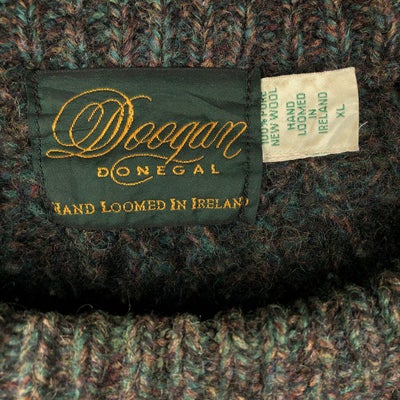 Doogan
DONEGAL
HAND LOOMED IN IRELAND
100% PURE
NEW WOOL
HAND
LOOMED
IN
IRELAND
XL